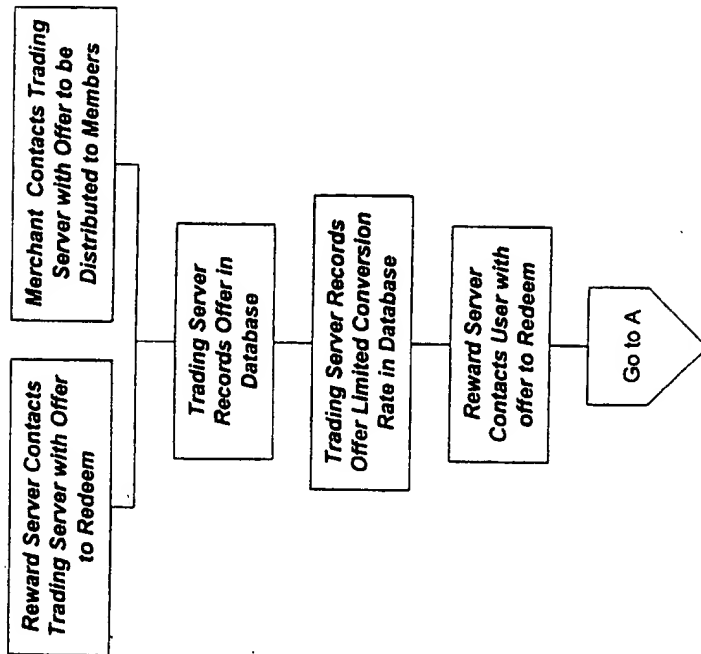 Reward Server Contacts
Trading Server with Offer
to Redeem
Merchant Contacts Trading
Server with Offer to be
Distributed to Members
Trading Server
Records Offer in
Database
Trading Server Records
Offer Limited Conversion
Rate in Database
Reward Server
Contacts User with
offer to Redeem
Go to A